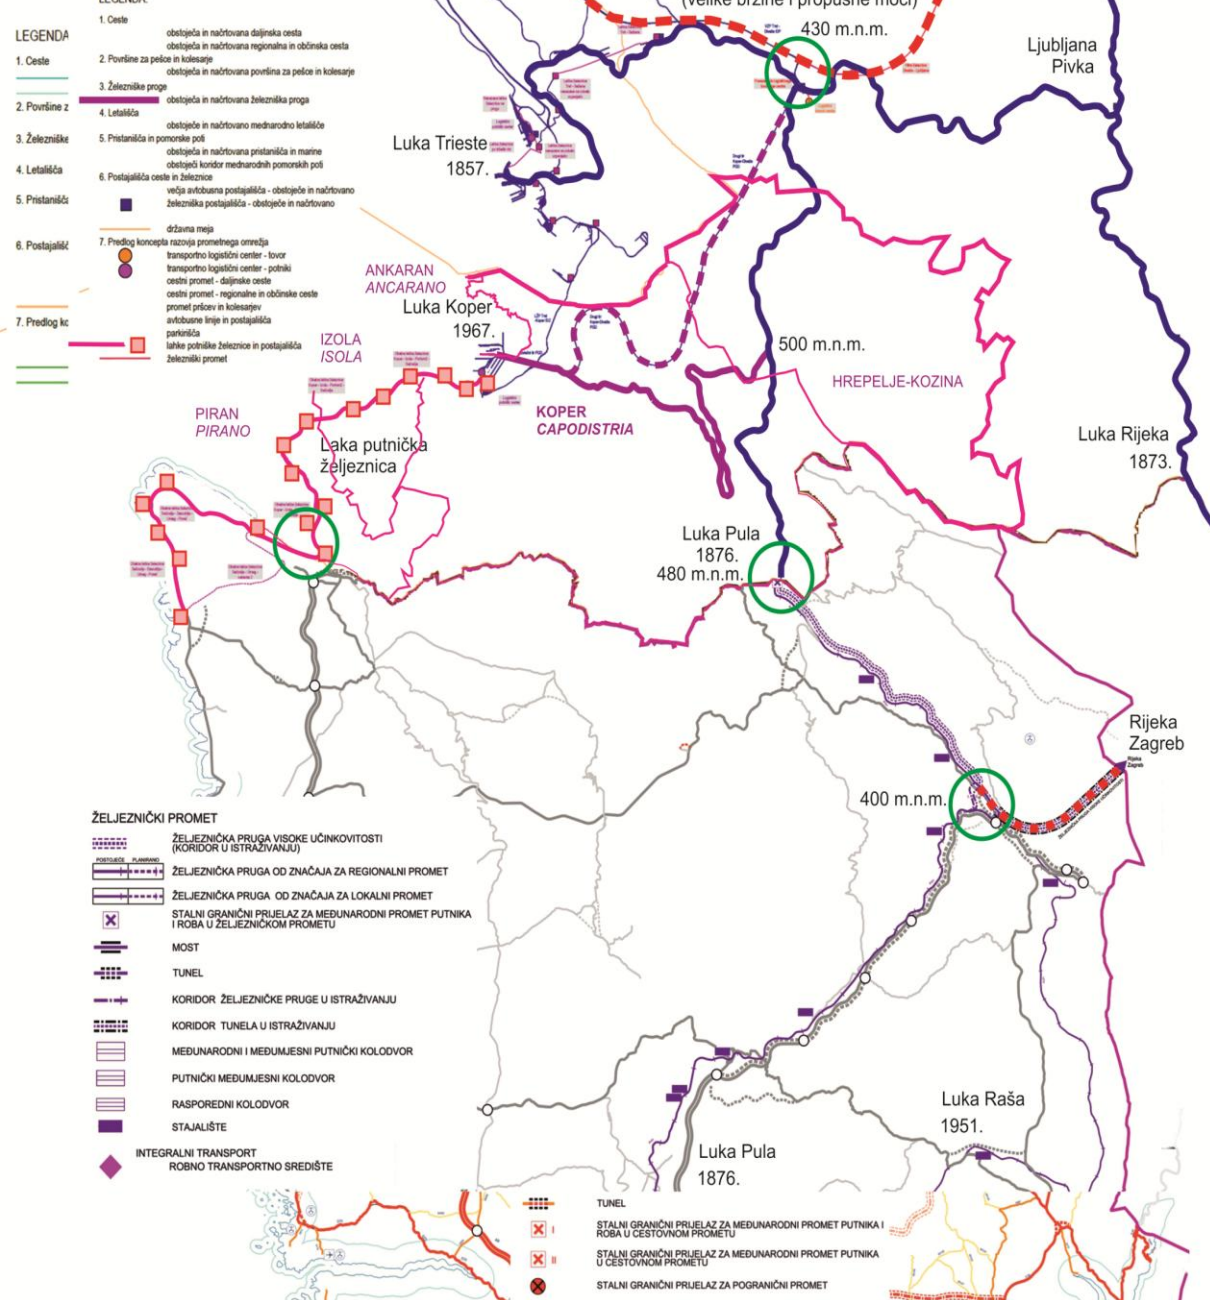 LEGENDA
1. Ceste
obstoječa in načrtovana daljinska cesta
obstoječa in načrtovana regionalna in občinska cesta
2. Površine za pešce in kolesarje
obstoječa in načrtovana površina za pešce in kolesarje
3. Železniške proge
obstoječa in načrtovana železniška proga
4. Letališča
obstoječe in načrtovano mednarodno letališče
5. Pristanišča in pomorske poti
obstoječa in načrtovana pristanišča in marine
obstoječi koridor mednarodnih pomorskih poti
6. Postajališča ceste in železnice
večja avtobusna postajališča - obstoječe in načrtovano
železniška postajališča - obstoječe in načrtovano
državna meja
7. Predlog koncepta razovja prometnega omrežja
transportno logistični center - tovor
transportno logistični center - potniki
cestni promet - daljinske ceste
cestni promet - regionalne in občinske ceste
promet pršcev in kolesarjev
avtobusne linije in postajališča
parkirišča
lahke potniške železnice in postajališča
železniški promet
LEGENDA
1. Ceste
2. Površine z
3. Železniške
4. Letališča
5. Pristanišča
6. Postajališč
7. Predlog kc
(velike brzine i propusne moći)
430 m.n.m.
Ljubljana
Pivka
Luka Trieste
1857.
ANKARAN
ANCARANO
Luka Koper
1967.
IZOLA
ISOLA
500 m.n.m.
HREPELJE-KOZINA
PIRAN
PIRANO
KOPER
CAPODISTRIA
Laka putnička
željeznica
Luka Rijeka
1873.
Luka Pula
1876.
480 m.n.m.
Rijeka
Zagreb
Rijeka
Zagreb
400 m.n.m.
ŽELJEZNIČKI PROMET
ŽELJEZNIČKA PRUGA VISOKE UČINKOVITOSTI
(KORIDOR U ISTRAŽIVANJU)
POSTOJEĆE PLANIRANO
ŽELJEZNIČKA PRUGA OD ZNAČAJA ZA REGIONALNI PROMET
ŽELJEZNIČKA PRUGA OD ZNAČAJA ZA LOKALNI PROMET
STALNI GRANIČNI PRIJELAZ ZA MEĐUNARODNI PROMET PUTNIKA
I ROBA U ŽELJEZNIČKOM PROMETU
MOST
TUNEL
KORIDOR ŽELJEZNIČKE PRUGE U ISTRAŽIVANJU
KORIDOR TUNELA U ISTRAŽIVANJU
MEĐUNARODNI I MEĐUMJESNI PUTNIČKI KOLODVOR
PUTNIČKI MEĐUMJESNI KOLODVOR
RASPOREDNI KOLODVOR
STAJALIŠTE
INTEGRALNI TRANSPORT
ROBNO TRANSPORTNO SREDIŠTE
Luka Raša
1951.
Luka Pula
1876.
TUNEL
I
STALNI GRANIČNI PRIJELAZ ZA MEĐUNARODNI PROMET PUTNIKA I
ROBA U CESTOVNOM PROMETU
II
STALNI GRANIČNI PRIJELAZ ZA MEĐUNARODNI PROMET PUTNIKA
U CESTOVNOM PROMETU
STALNI GRANIČNI PRIJELAZ ZA POGRANIČNI PROMET